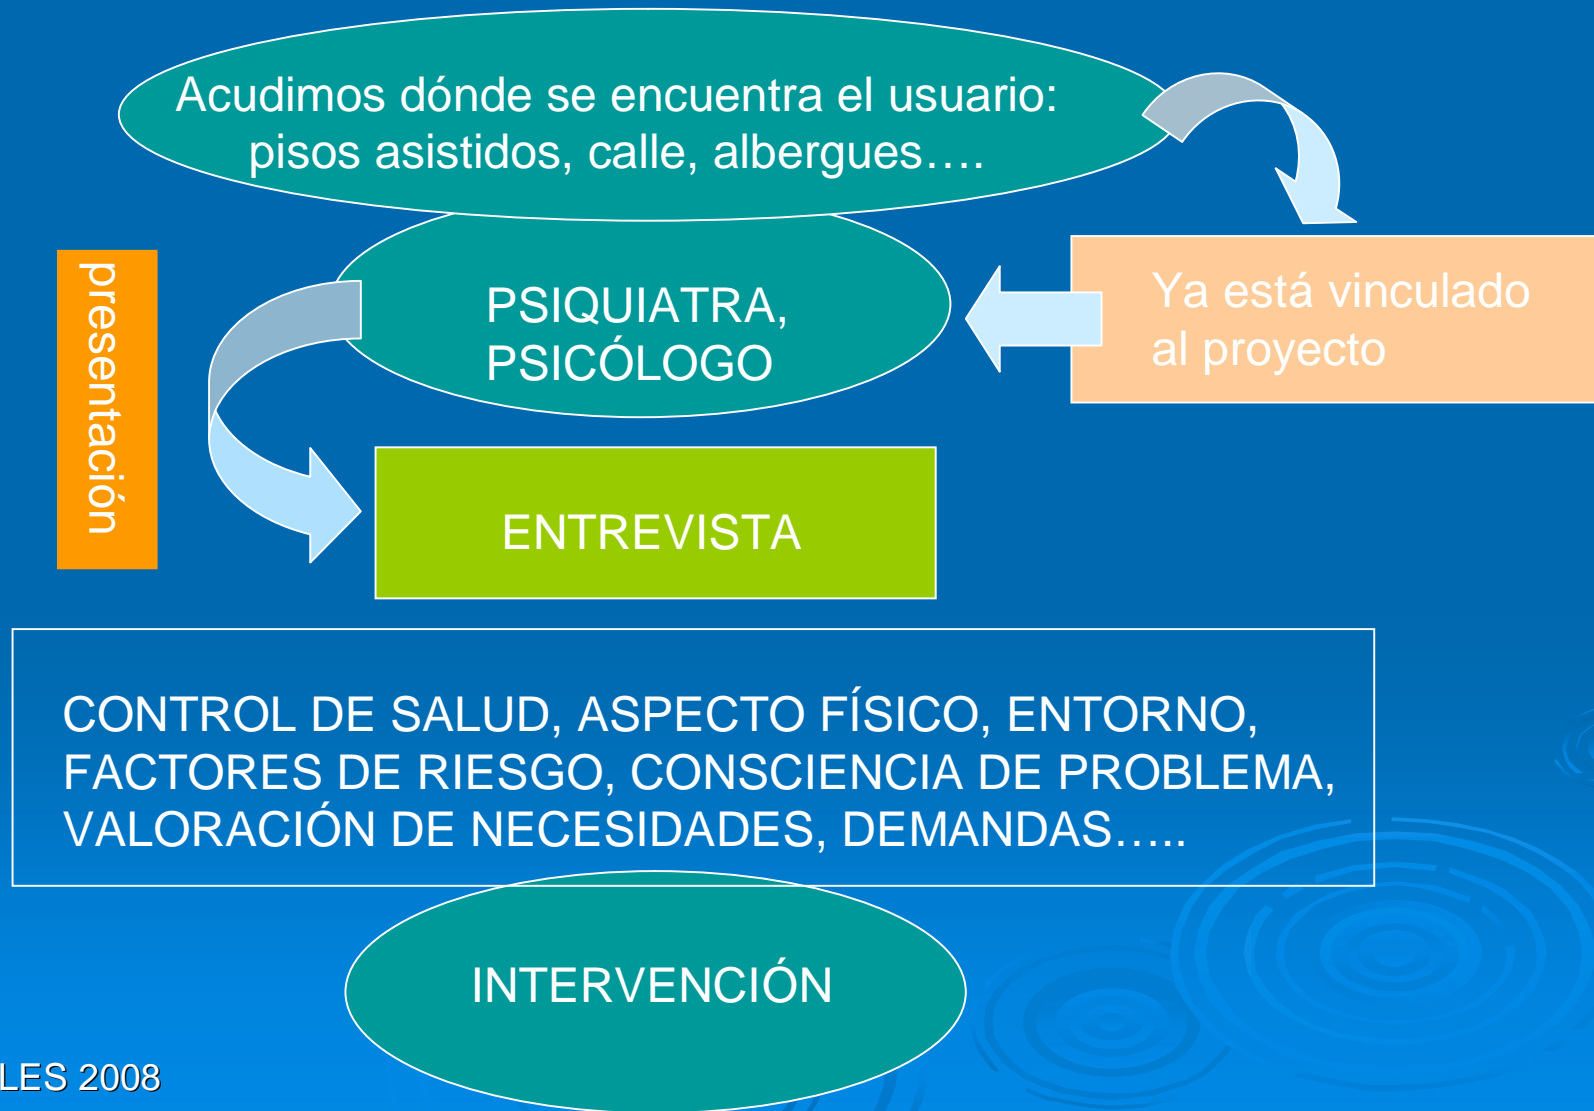 Acudimos dónde se encuentra el usuario:
pisos asistidos, calle, albergues….
presentación
PSIQUIATRA,
PSICÓLOGO
Ya está vinculado
al proyecto
ENTREVISTA
CONTROL DE SALUD, ASPECTO FÍSICO, ENTORNO,
FACTORES DE RIESGO, CONSCIENCIA DE PROBLEMA,
VALORACIÓN DE NECESIDADES, DEMANDAS…..
INTERVENCIÓN
LES 2008